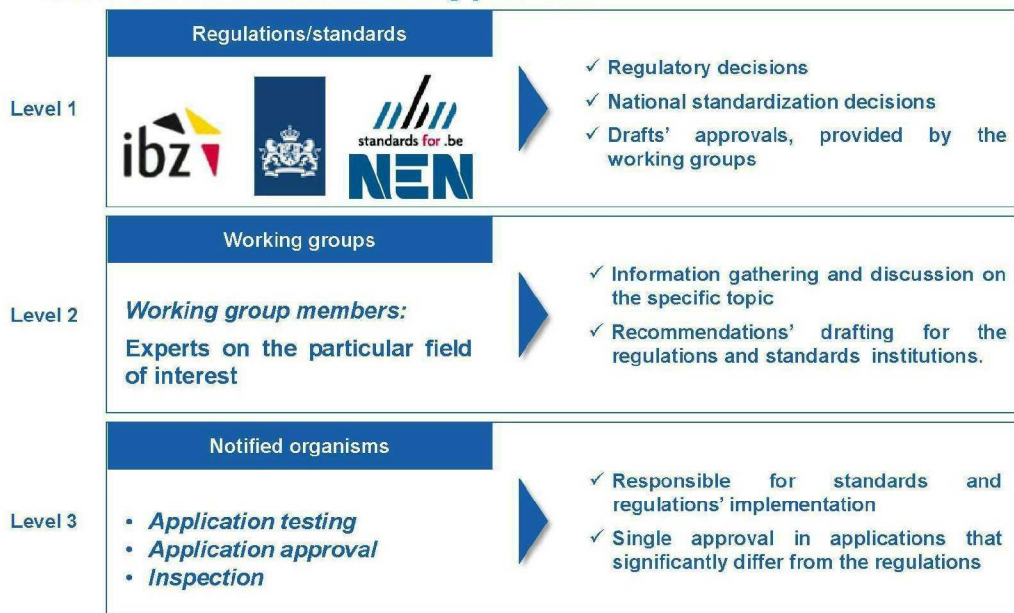 Regulations/standards
Level 1
ibz
nbn
standards for .be
NEN
✓ Regulatory decisions
✓ National standardization decisions
✓ Drafts' approvals, provided by the
working groups
Working groups
Level 2
Working group members:
Experts on the particular field
of interest
✓ Information gathering and discussion on
the specific topic
✓ Recommendations' drafting for the
regulations and standards institutions.
Notified organisms
Level 3
• Application testing
• Application approval
• Inspection
✓ Responsible for standards and
regulations' implementation
✓ Single approval in applications that
significantly differ from the regulations